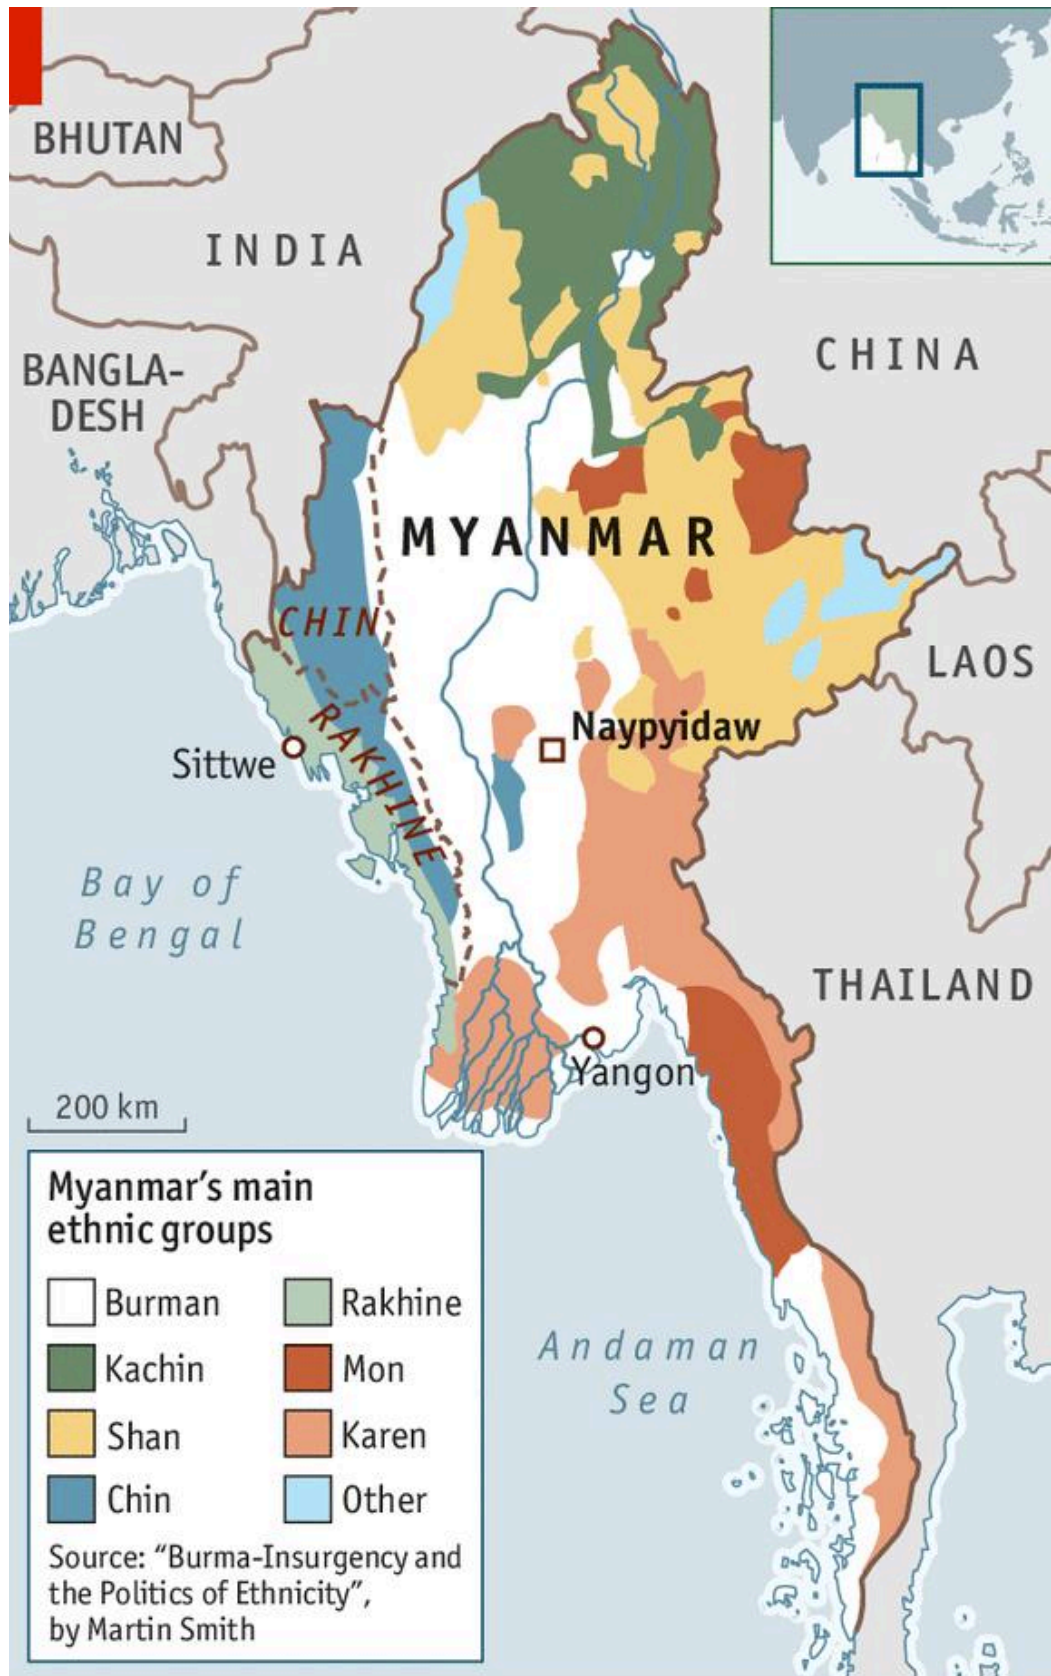 BHUTAN
INDIA
BANGLA-
DESH
CHINA
MYANMAR
CHIN
LAOS
RAKHINE
Naypyidaw
Sittwe
Bay of
Bengal
THAILAND
Yangon
200 km
Myanmar’s main
ethnic groups
Burman
Rakhine
Kachin
Mon
Shan
Karen
Chin
Other
Andaman
Sea
Source: “Burma-Insurgency and
the Politics of Ethnicity”,
by Martin Smith